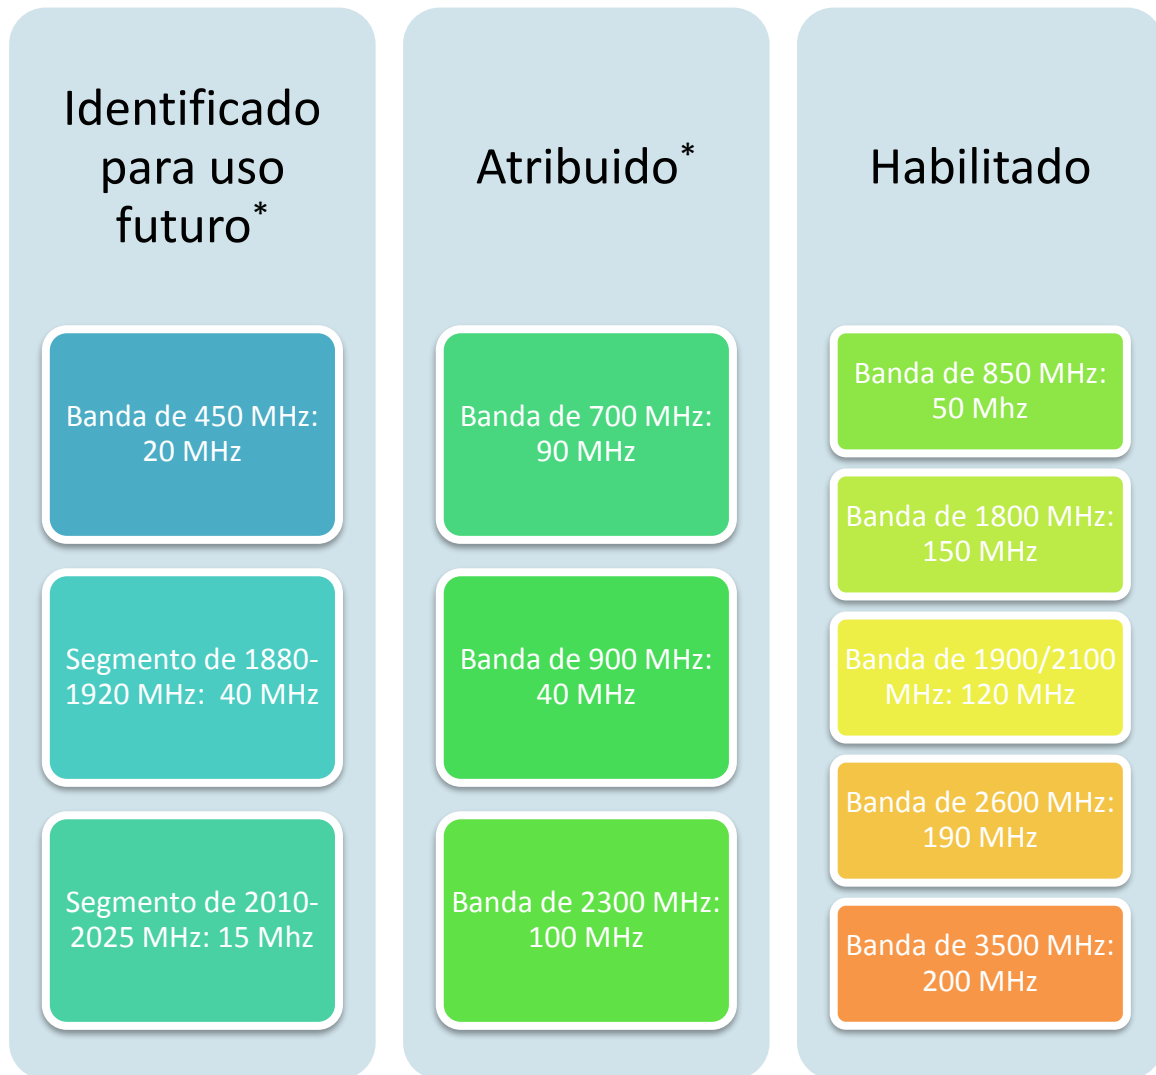 Identificado
para uso
futuro*
Banda de 450 MHz:
20 MHz
Segmento de 1880-
1920 MHz:  40 MHz
Segmento de 2010-
2025 MHz: 15 Mhz
Atribuido*
Banda de 700 MHz:
90 MHz
Banda de 900 MHz:
40 MHz
Banda de 2300 MHz:
100 MHz
Habilitado
Banda de 850 MHz:
50 Mhz
Banda de 1800 MHz:
150 MHz
Banda de 1900/2100
MHz: 120 MHz
Banda de 2600 MHz:
190 MHz
Banda de 3500 MHz:
200 MHz